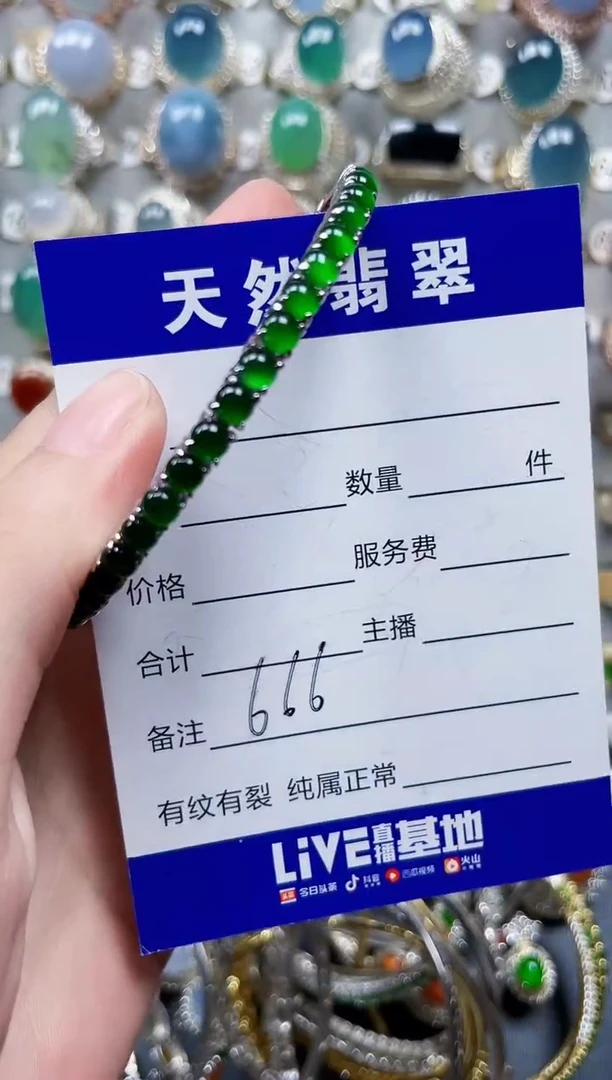 天然翡翠
数量 件
价格 服务费
合计 主播
备注 666
有纹有裂 纯属正常
LiVE直播基地
今日头条 抖音 西瓜视频 火山